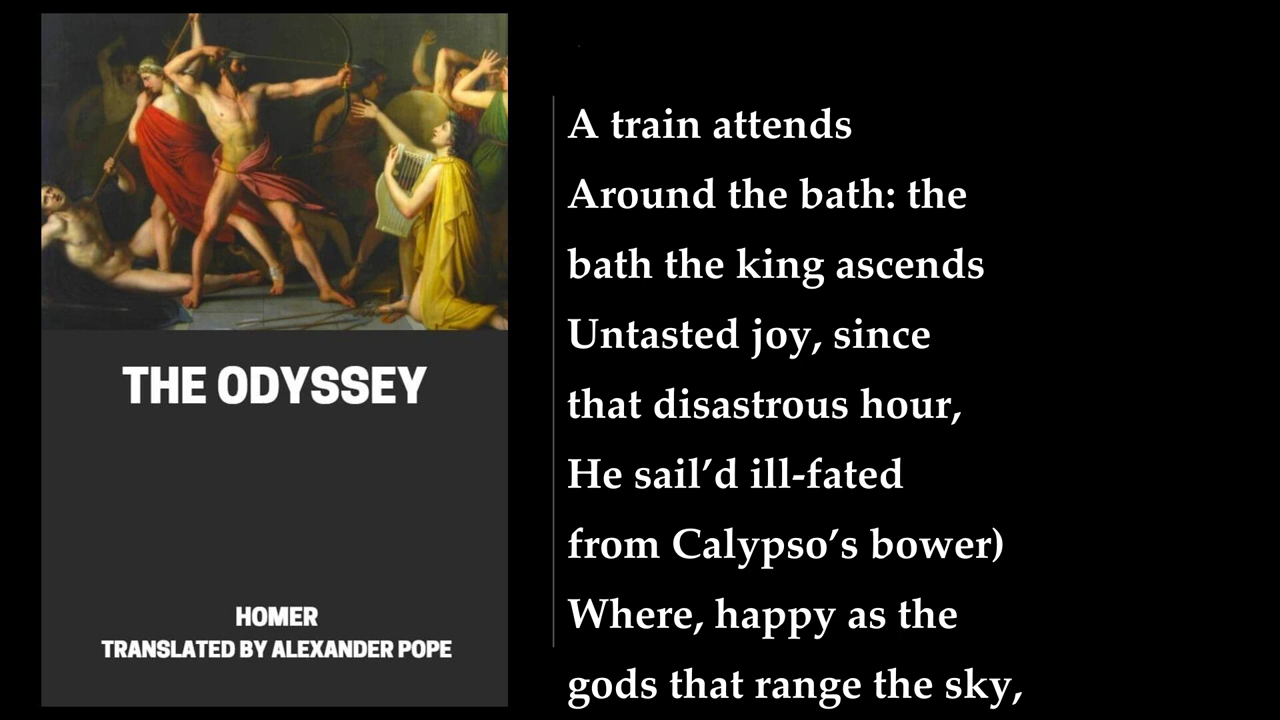 THE ODYSSEY
HOMER
TRANSLATED BY ALEXANDER POPE
A train attends
Around the bath: the
bath the king ascends
Untasted joy, since
that disastrous hour,
He sail’d ill-fated
from Calypso’s bower)
Where, happy as the
gods that range the sky,